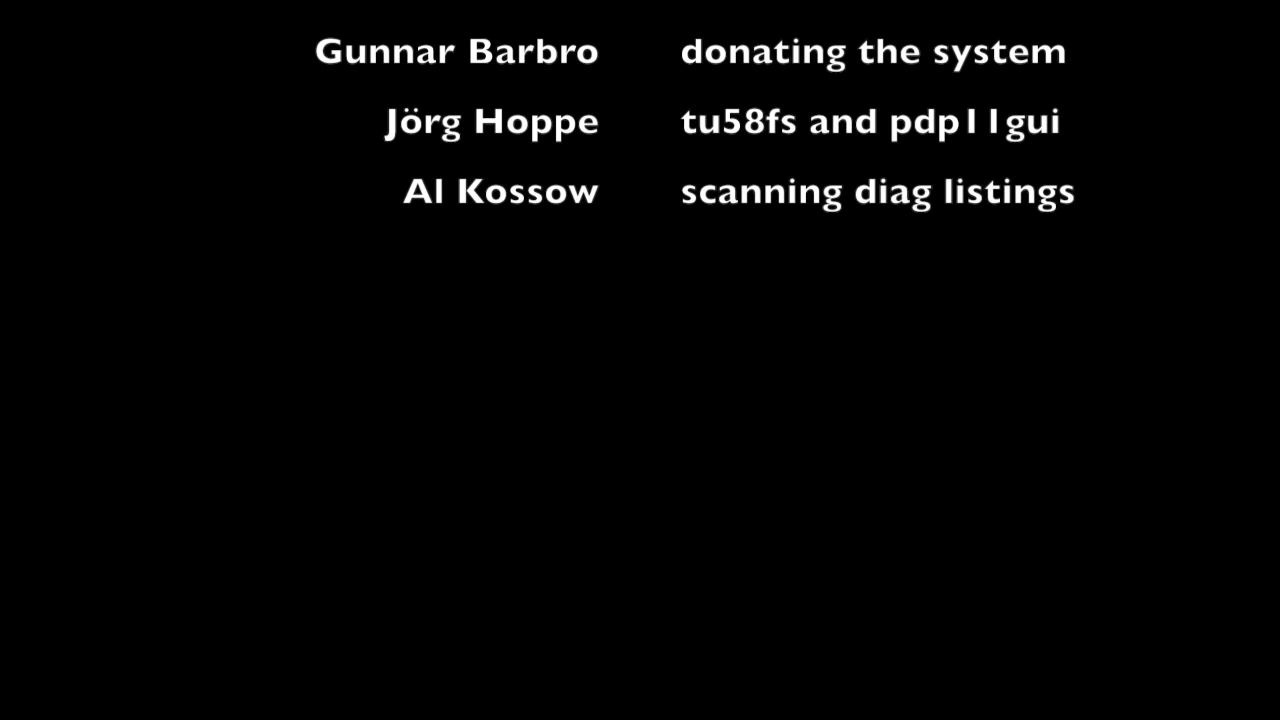 Gunnar Barbro donating the system
Jörg Hoppe tu58fs and pdp11gui
Al Kossow scanning diag listings